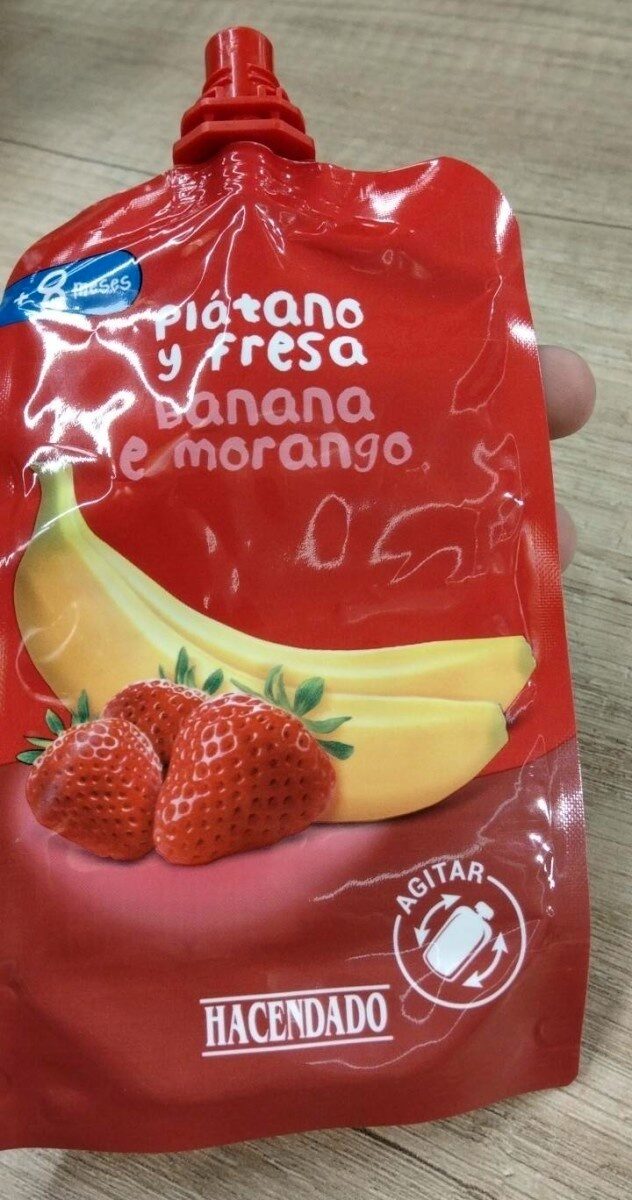 + 8 meses
plátano
y fresa
banana
e morango
AGITAR
HACENDADO